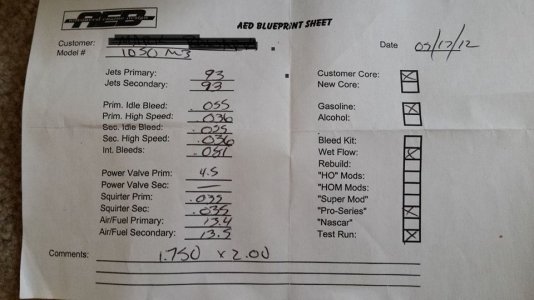 AED
AED BLUEPRINT SHEET
Customer:
Model # 1050 M3
Date 05/17/12
Jets Primary: 93
Jets Secondary: 93
Prim. Idle Bleed: .055
Prim. High Speed: .036
Sec. Idle Bleed: .055
Sec. High Speed: .036
Int. Bleeds:
Power Valve Prim: 4.5
Power Valve Sec: —
Squirter Prim: .035
Squirter Sec: .035
Air/Fuel Primary: 13.4
Air/Fuel Secondary: 13.5
Customer Core:
New Core:
Gasoline:
Alcohol:
Bleed Kit:
Wet Flow:
Rebuild:
"HO" Mods:
"HOM Mods:
"Super Mod"
"Pro-Series"
"Nascar"
Test Run:
Comments: 1.750 x 2.00